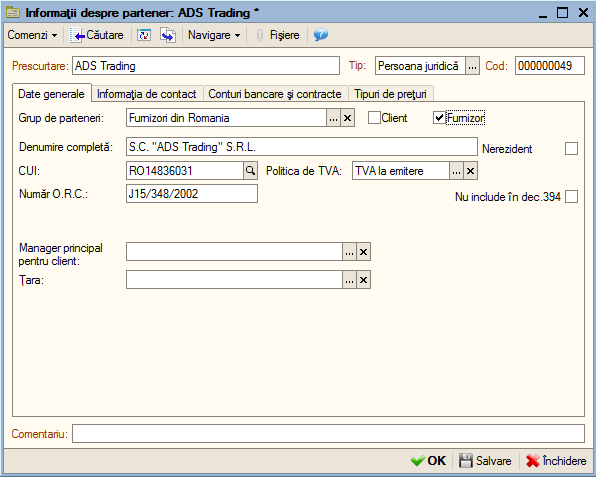 Informaţii despre partener: ADS Trading *
Comenzi Căutare Navigare Fişiere
Prescurtare: ADS Trading Tip: Persoana juridică ... Cod: 000000049
Date generale Informaţia de contact Conturi bancare şi contracte Tipuri de preţuri
Grup de parteneri: Furnizori din Romania ... Client Furnizor
Denumire completă: S.C. "ADS Trading" S.R.L. Nerezident
CUI: RO14836031 Politica de TVA: TVA la emitere ...
Număr O.R.C.: J15/348/2002 Nu include în dec.394
Manager principal
pentru client: ...
Ţara: ...
Comentariu:
OK Salvare Închidere